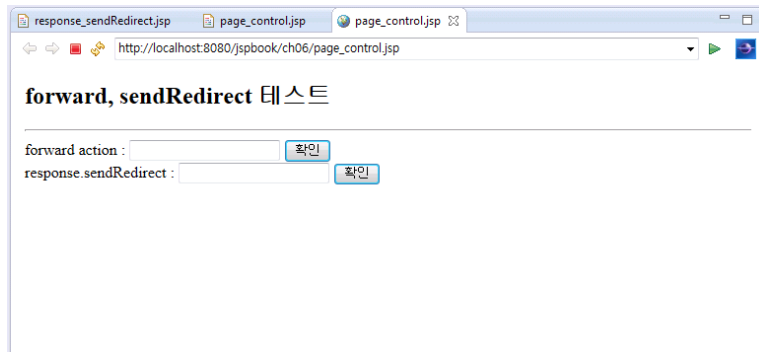 response_sendRedirect.jsp page_control.jsp page_control.jsp
http://localhost:8080/jspbook/ch06/page_control.jsp
forward, sendRedirect 테스트
forward action : 확인
response.sendRedirect : 확인